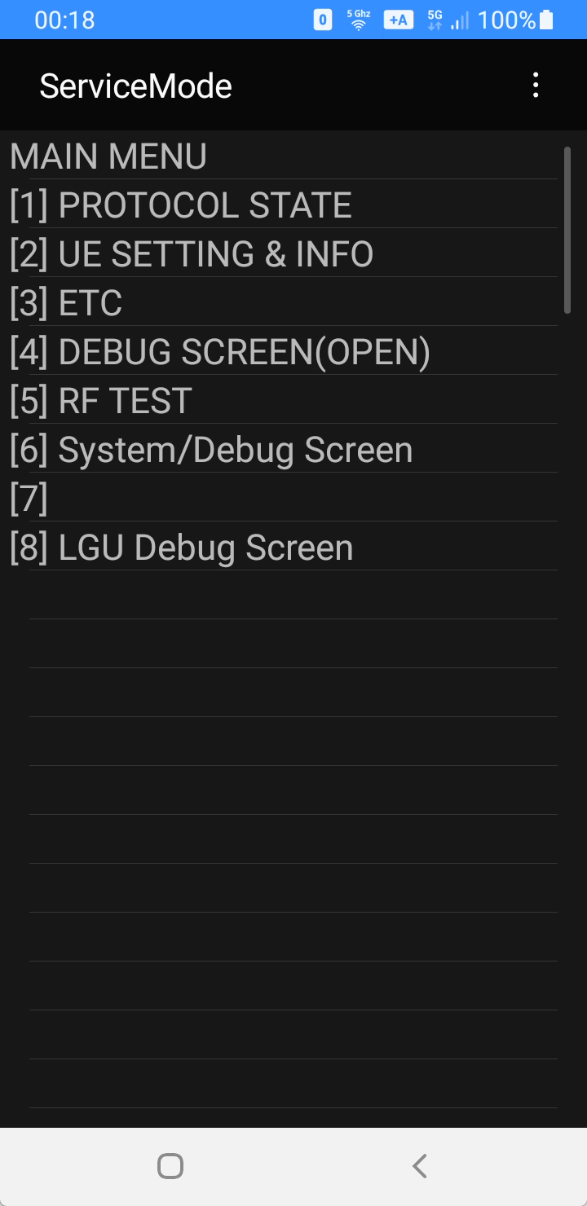 00:18 0 5 Ghz +A 5G 100%
ServiceMode
MAIN MENU
[1] PROTOCOL STATE
[2] UE SETTING & INFO
[3] ETC
[4] DEBUG SCREEN(OPEN)
[5] RF TEST
[6] System/Debug Screen
[7]
[8] LGU Debug Screen